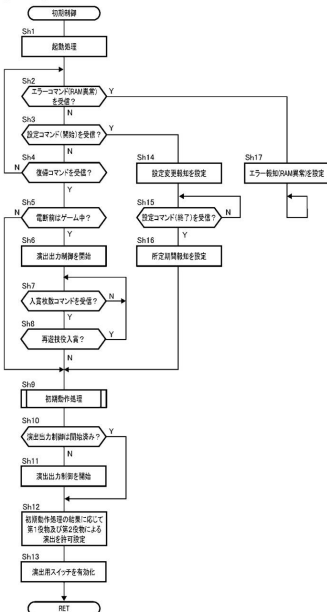 初期制御
Sh1
起動処理
Sh2
エラーコマンド(RAM異常)
を受信？
Y
N
Sh3
設定コマンド(開始)を受信？
Y
N
Sh4
N
復帰コマンドを受信？
Y
Sh14
設定変更報知を設定
Sh17
エラー報知(RAM異常)を設定
Sh5
N
電断前はゲーム中？
Y
Sh15
設定コマンド(終了)を受信？
N
Y
Sh6
演出出力制御を開始
Sh16
所定期間報知を設定
Sh7
入賞枚数コマンドを受信？
N
Y
Sh8
再遊技役入賞？
Y
N
Sh9
初期動作処理
Sh10
演出出力制御は開始済み？
Y
N
Sh11
演出出力制御を開始
Sh12
初期動作処理の結果に応じて
第1役物及び第2役物による
演出を許可設定
Sh13
演出用スイッチを有効化
RET